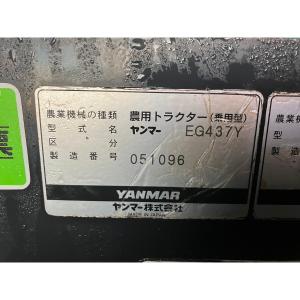 農業機械の種類 農用トラクター(乗用型)
型式名 ヤンマー EG437Y
区分
製造番号 051096
YANMAR
ヤンマー株式会社
MADE IN JAPAN